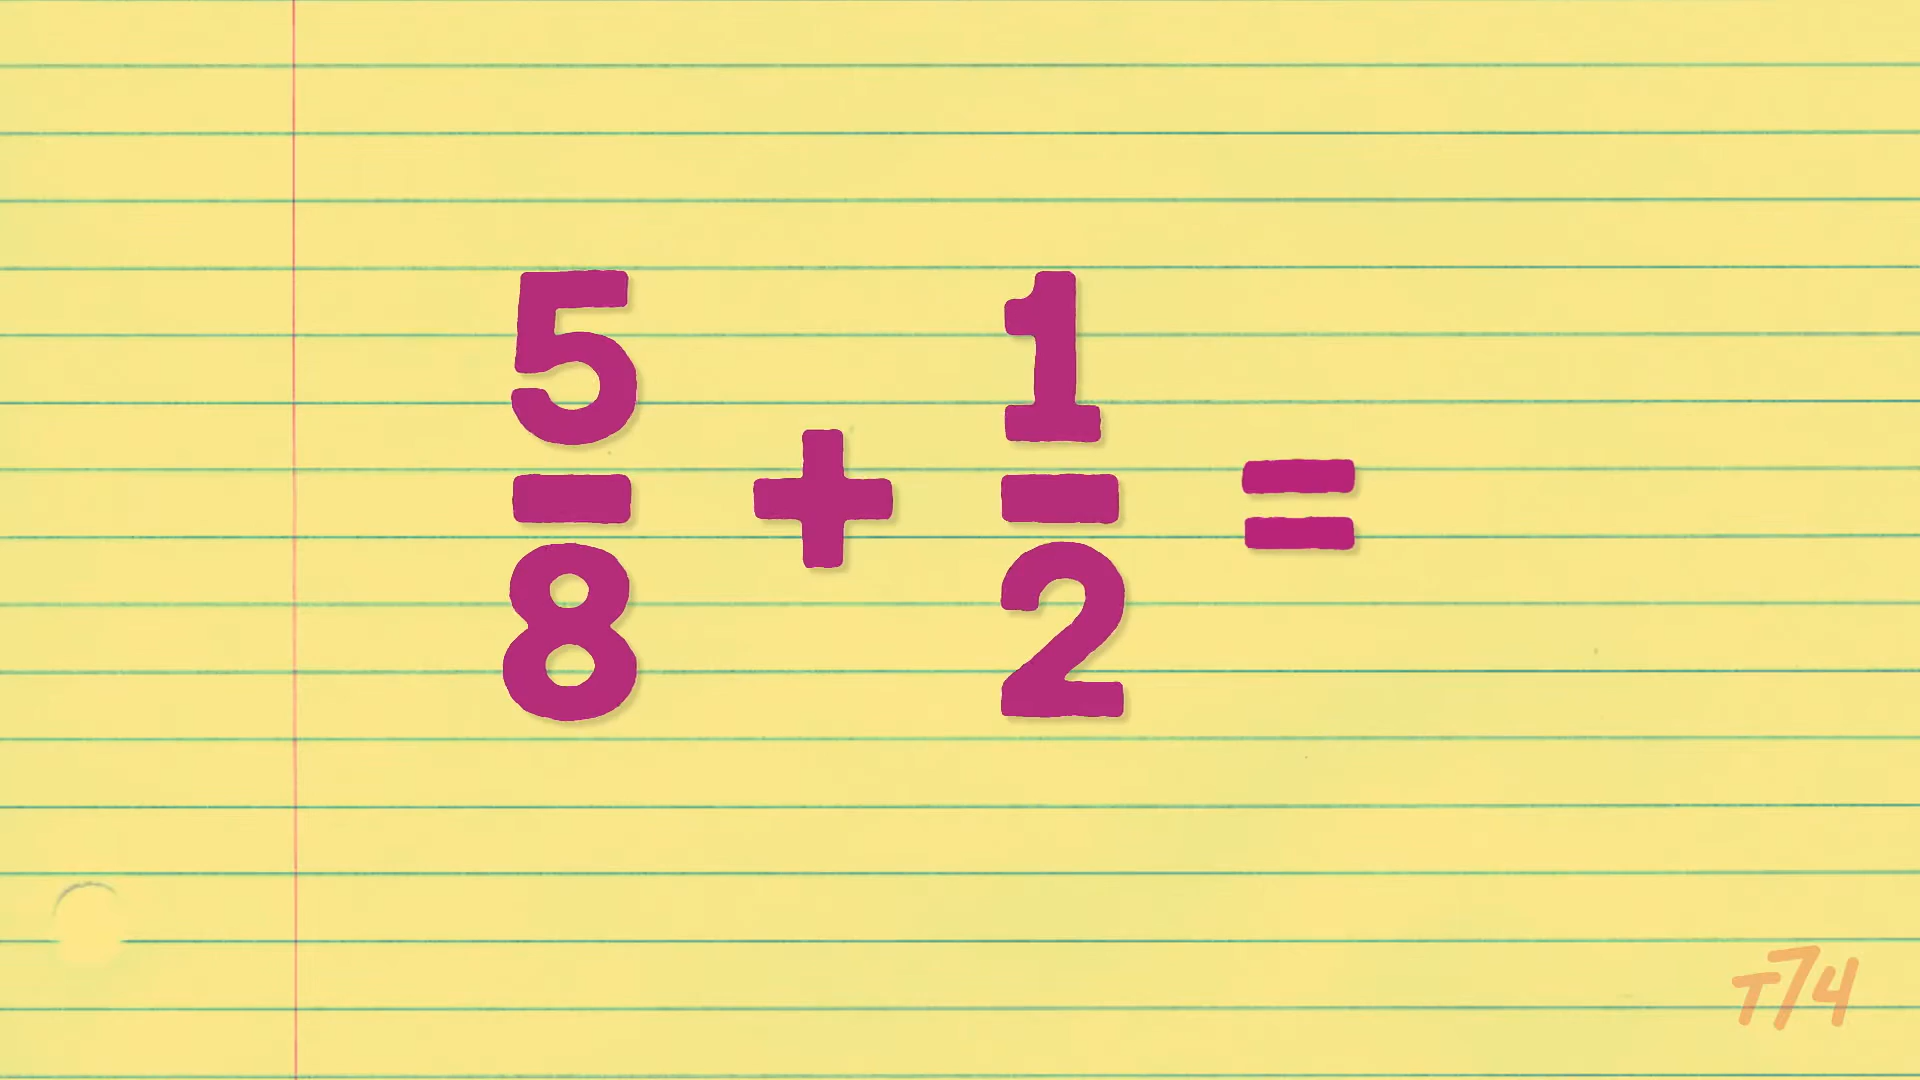 5/8 + 1/2 =
T74